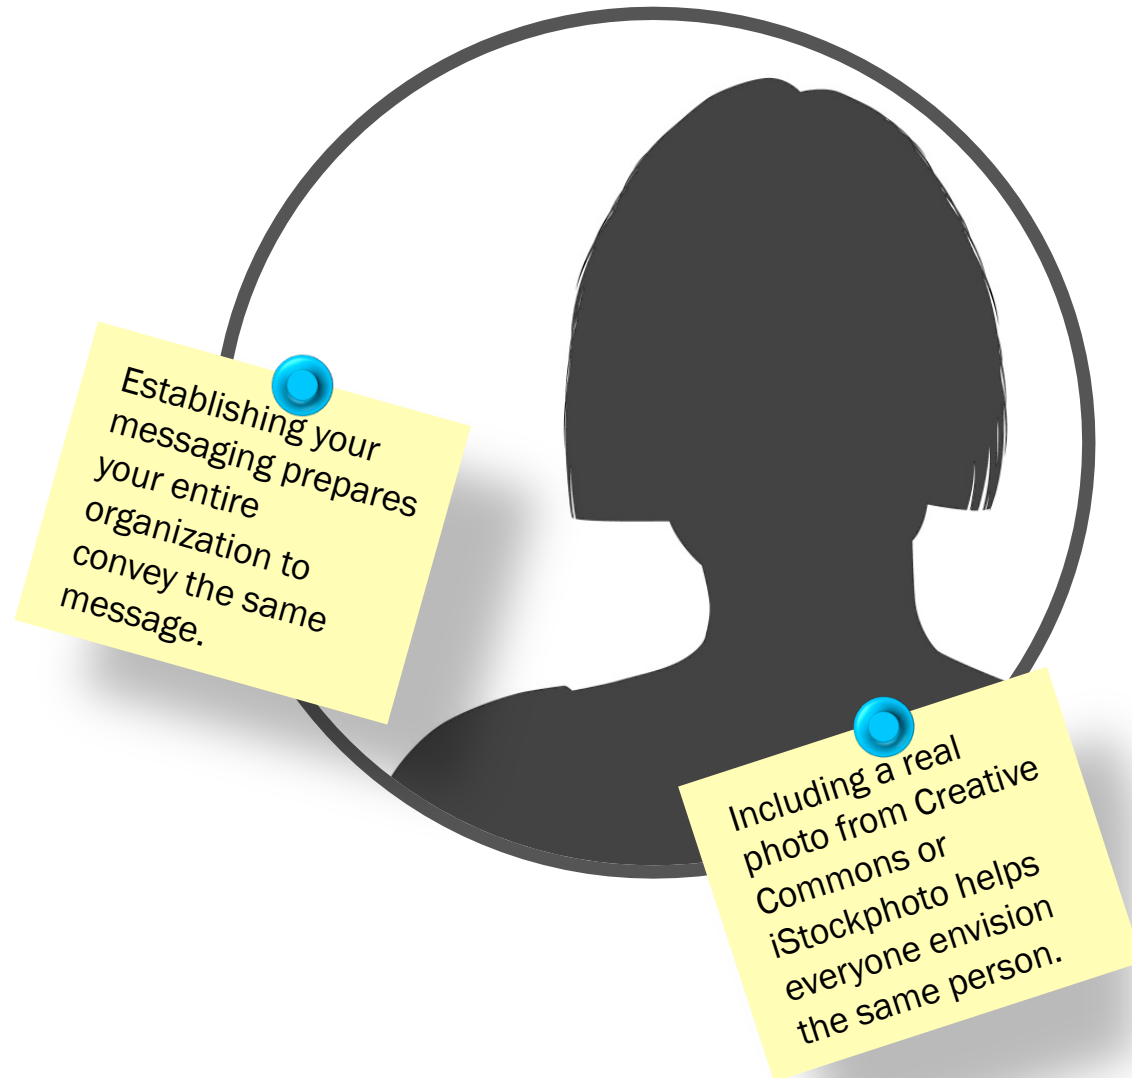 Establishing your
messaging prepares
your entire
organization to
convey the same
message.
Including a real
photo from Creative
Commons or
iStockphoto helps
everyone envision
the same person.